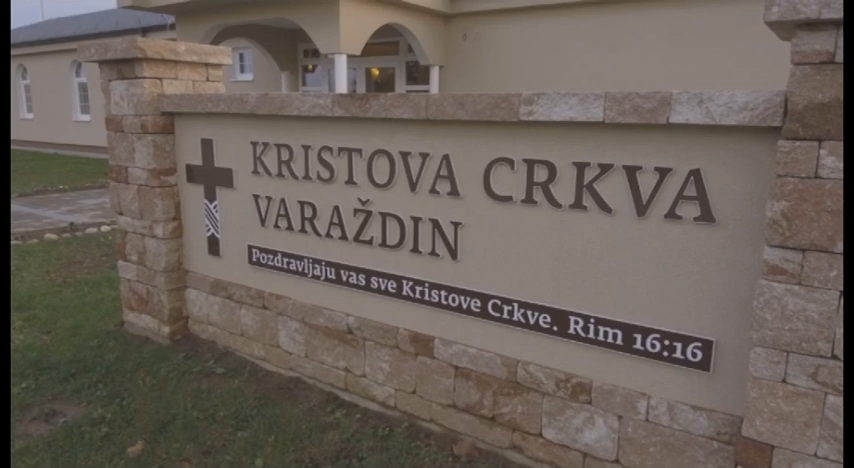 KRISTOVA CRKVA
VARAŽDIN
Pozdravljaju vas sve Kristove Crkve. Rim 16:16